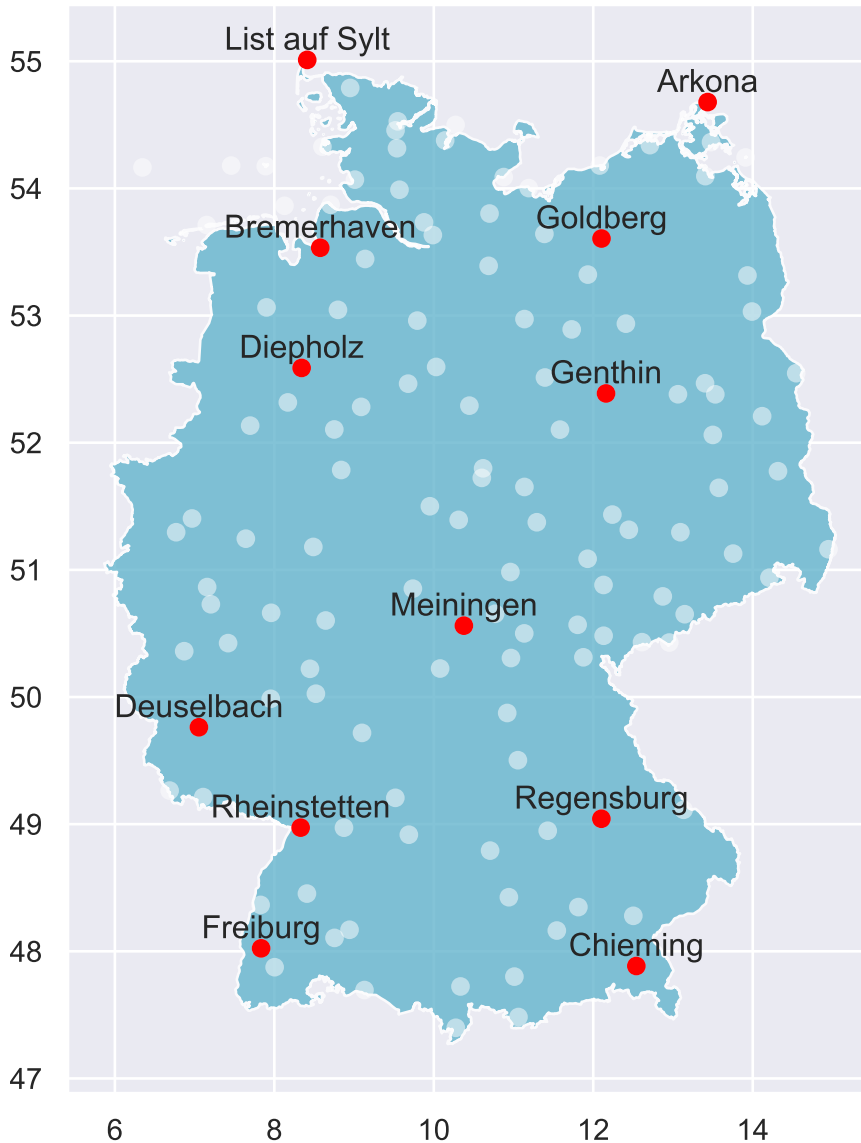 List auf Sylt
55
Arkona
54
Bremerhaven
Goldberg
53
Diepholz
Genthin
52
51
Meiningen
50
Deuselbach
Rheinstetten
Regensburg
49
Freiburg
48
Chieming
47
6 8 10 12 14